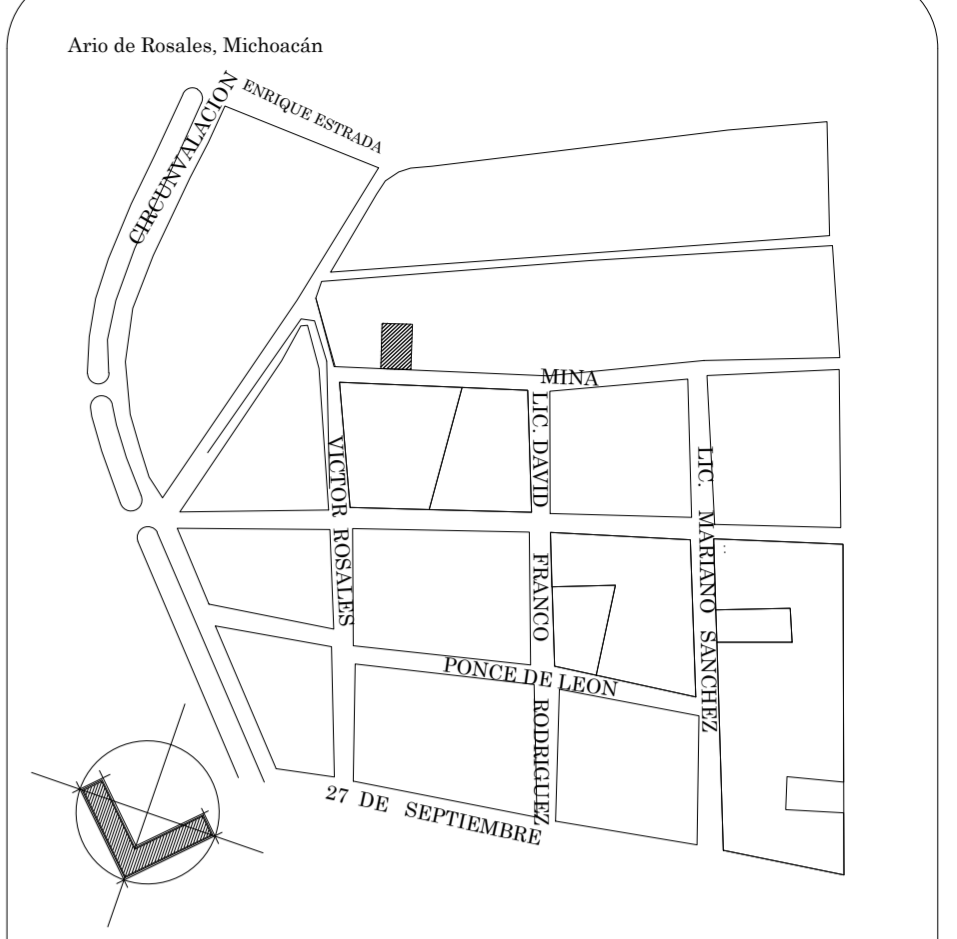 Ario de Rosales, Michoacán
CIRCUNVALACION
ENRIQUE ESTRADA
MINA
LIC. DAVID FRANCO RODRIGUEZ
VICTOR ROSALES
LIC. MARIANO SANCHEZ
PONCE DE LEON
27 DE SEPTIEMBRE